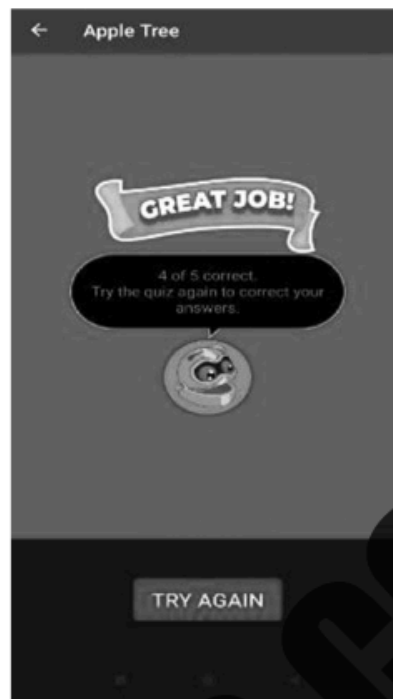 Apple Tree
GREAT JOB!
4 of 5 correct.
Try the quiz again to correct your
answers.
TRY AGAIN